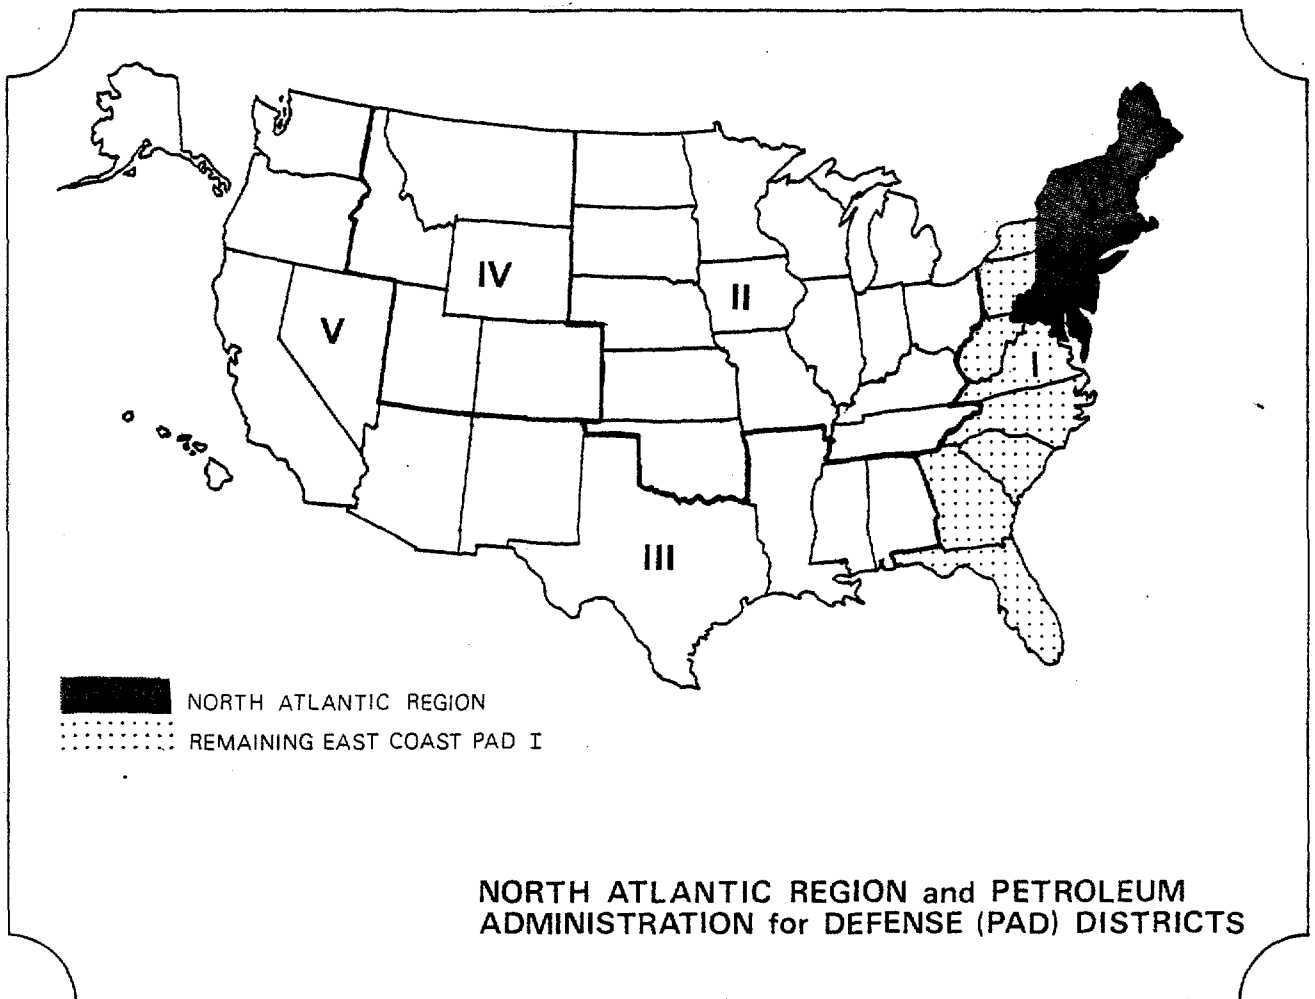 IV
II
V
I
III
NORTH ATLANTIC REGION
REMAINING EAST COAST PAD I
NORTH ATLANTIC REGION and PETROLEUM
ADMINISTRATION for DEFENSE (PAD) DISTRICTS